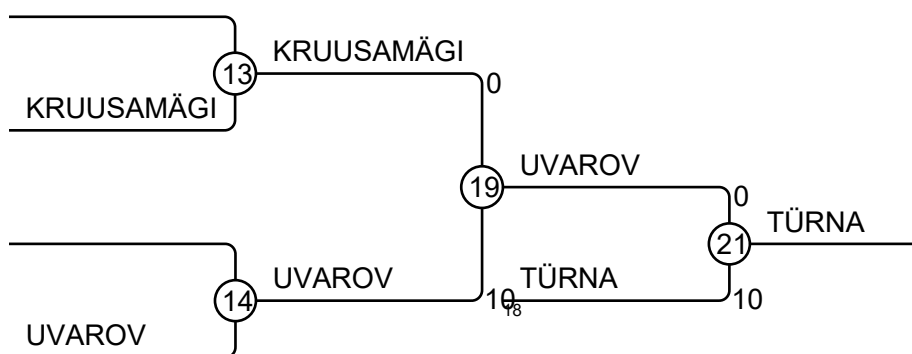 KRUUSAMÄGI
13
0
KRUUSAMÄGI
UVAROV
19
0
TÜRNA
21
UVAROV
TÜRNA
14
10
18
10
UVAROV